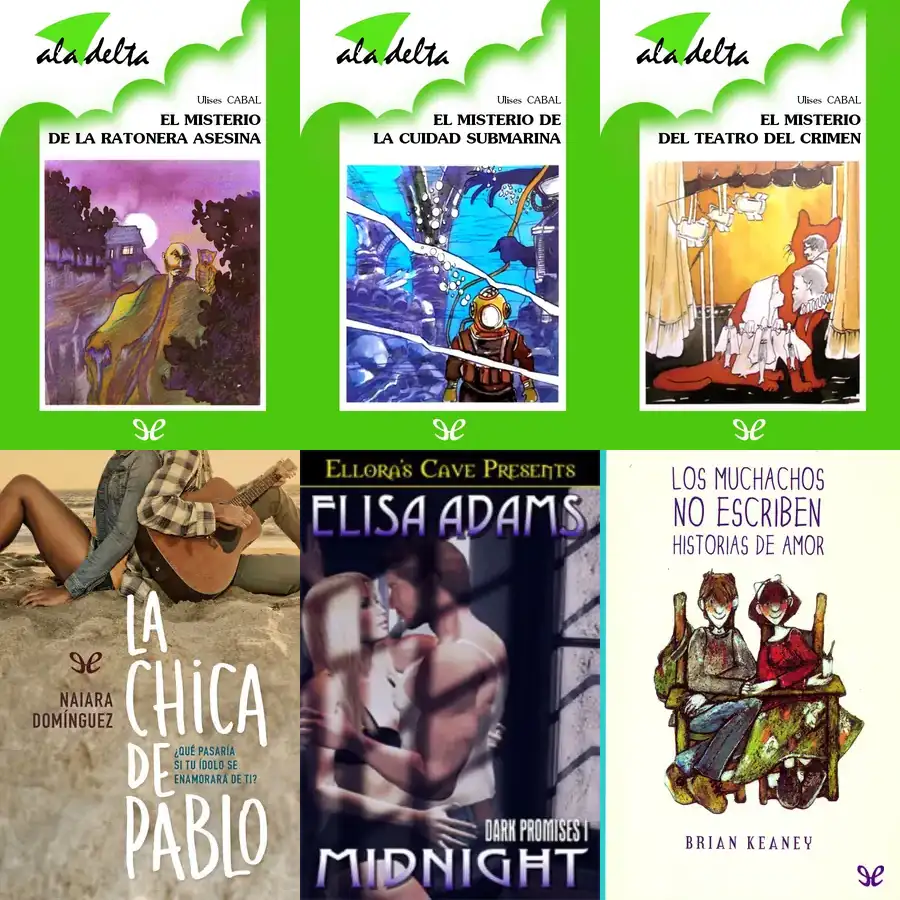 ala delta
Ulises CABAL
EL MISTERIO
DE LA RATONERA ASESINA
ala delta
Ulises CABAL
EL MISTERIO DE
LA CUIDAD SUBMARINA
ala delta
Ulises CABAL
EL MISTERIO
DEL TEATRO DEL CRIMEN
LA
CHICA
DE
PABLO
NAIARA
DOMÍNGUEZ
¿QUÉ PASARÍA
SI TU ÍDOLO SE
ENAMORARA DE TI?
ELLORA'S CAVE PRESENTS
ELISA ADAMS
DARK PROMISES I
MIDNIGHT
LOS MUCHACHOS
NO ESCRIBEN
HISTORIAS DE AMOR
BRIAN KEANEY